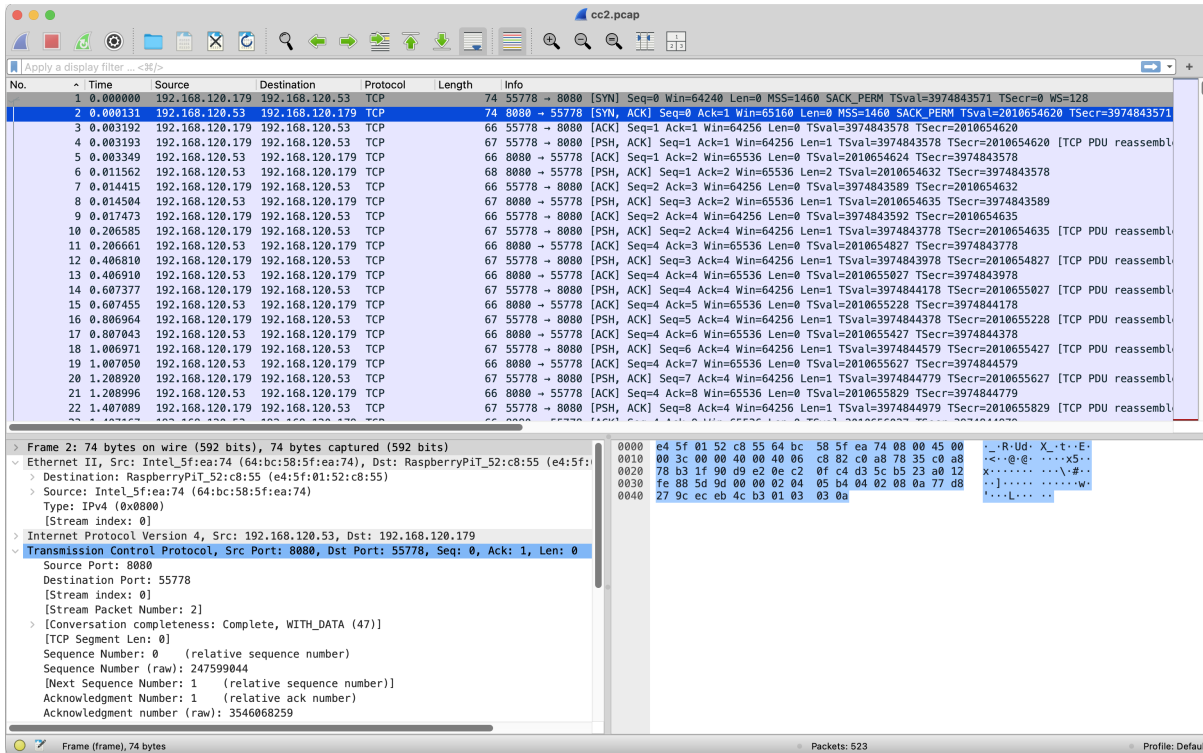 cc2.pcap
Apply a display filter ... <⌘/>
No. Time Source Destination Protocol Length Info
1 0.000000 192.168.120.179 192.168.120.53 TCP 74 55778 → 8080 [SYN] Seq=0 Win=64240 Len=0 MSS=1460 SACK_PERM TSval=3974843571 TSecr=0 WS=128
2 0.000131 192.168.120.53 192.168.120.179 TCP 74 8080 → 55778 [SYN, ACK] Seq=0 Ack=1 Win=65160 Len=0 MSS=1460 SACK_PERM TSval=2010654620 TSecr=3974843571
3 0.003192 192.168.120.179 192.168.120.53 TCP 66 55778 → 8080 [ACK] Seq=1 Ack=1 Win=64256 Len=0 TSval=3974843578 TSecr=2010654620
4 0.003193 192.168.120.179 192.168.120.53 TCP 67 55778 → 8080 [PSH, ACK] Seq=1 Ack=1 Win=64256 Len=1 TSval=3974843578 TSecr=2010654620 [TCP PDU reassembl
5 0.003349 192.168.120.53 192.168.120.179 TCP 66 8080 → 55778 [ACK] Seq=1 Ack=2 Win=65536 Len=0 TSval=2010654624 TSecr=3974843578
6 0.011562 192.168.120.53 192.168.120.179 TCP 68 8080 → 55778 [PSH, ACK] Seq=1 Ack=2 Win=65536 Len=2 TSval=2010654632 TSecr=3974843578
7 0.014415 192.168.120.179 192.168.120.53 TCP 66 55778 → 8080 [ACK] Seq=2 Ack=3 Win=64256 Len=0 TSval=3974843589 TSecr=2010654632
8 0.014504 192.168.120.53 192.168.120.179 TCP 67 8080 → 55778 [PSH, ACK] Seq=3 Ack=2 Win=65536 Len=1 TSval=2010654635 TSecr=3974843589
9 0.017473 192.168.120.179 192.168.120.53 TCP 66 55778 → 8080 [ACK] Seq=2 Ack=4 Win=64256 Len=0 TSval=3974843592 TSecr=2010654635
10 0.206585 192.168.120.179 192.168.120.53 TCP 67 55778 → 8080 [PSH, ACK] Seq=2 Ack=4 Win=64256 Len=1 TSval=3974843778 TSecr=2010654635 [TCP PDU reassembl
11 0.206661 192.168.120.53 192.168.120.179 TCP 66 8080 → 55778 [ACK] Seq=4 Ack=3 Win=65536 Len=0 TSval=2010654827 TSecr=3974843778
12 0.406810 192.168.120.179 192.168.120.53 TCP 67 55778 → 8080 [PSH, ACK] Seq=3 Ack=4 Win=64256 Len=1 TSval=3974843978 TSecr=2010654827 [TCP PDU reassembl
13 0.406910 192.168.120.53 192.168.120.179 TCP 66 8080 → 55778 [ACK] Seq=4 Ack=4 Win=65536 Len=0 TSval=2010655027 TSecr=3974843978
14 0.607377 192.168.120.179 192.168.120.53 TCP 67 55778 → 8080 [PSH, ACK] Seq=4 Ack=4 Win=64256 Len=1 TSval=3974844178 TSecr=2010655027 [TCP PDU reassembl
15 0.607455 192.168.120.53 192.168.120.179 TCP 66 8080 → 55778 [ACK] Seq=4 Ack=5 Win=65536 Len=0 TSval=2010655228 TSecr=3974844178
16 0.806964 192.168.120.179 192.168.120.53 TCP 67 55778 → 8080 [PSH, ACK] Seq=5 Ack=4 Win=64256 Len=1 TSval=3974844378 TSecr=2010655228 [TCP PDU reassembl
17 0.807043 192.168.120.53 192.168.120.179 TCP 66 8080 → 55778 [ACK] Seq=4 Ack=6 Win=65536 Len=0 TSval=2010655427 TSecr=3974844378
18 1.006971 192.168.120.179 192.168.120.53 TCP 67 55778 → 8080 [PSH, ACK] Seq=6 Ack=4 Win=64256 Len=1 TSval=3974844579 TSecr=2010655427 [TCP PDU reassembl
19 1.007050 192.168.120.53 192.168.120.179 TCP 66 8080 → 55778 [ACK] Seq=4 Ack=7 Win=65536 Len=0 TSval=2010655627 TSecr=3974844579
20 1.208920 192.168.120.179 192.168.120.53 TCP 67 55778 → 8080 [PSH, ACK] Seq=7 Ack=4 Win=64256 Len=1 TSval=3974844779 TSecr=2010655627 [TCP PDU reassembl
21 1.208996 192.168.120.53 192.168.120.179 TCP 66 8080 → 55778 [ACK] Seq=4 Ack=8 Win=65536 Len=0 TSval=2010655829 TSecr=3974844779
22 1.407089 192.168.120.179 192.168.120.53 TCP 67 55778 → 8080 [PSH, ACK] Seq=8 Ack=4 Win=64256 Len=1 TSval=3974844979 TSecr=2010655829 [TCP PDU reassembl
Frame 2: 74 bytes on wire (592 bits), 74 bytes captured (592 bits)
Ethernet II, Src: Intel_5f:ea:74 (64:bc:58:5f:ea:74), Dst: RaspberryPiT_52:c8:55 (e4:5f:
Destination: RaspberryPiT_52:c8:55 (e4:5f:01:52:c8:55)
Source: Intel_5f:ea:74 (64:bc:58:5f:ea:74)
Type: IPv4 (0x0800)
[Stream index: 0]
Internet Protocol Version 4, Src: 192.168.120.53, Dst: 192.168.120.179
Transmission Control Protocol, Src Port: 8080, Dst Port: 55778, Seq: 0, Ack: 1, Len: 0
Source Port: 8080
Destination Port: 55778
[Stream index: 0]
[Stream Packet Number: 2]
[Conversation completeness: Complete, WITH_DATA (47)]
[TCP Segment Len: 0]
Sequence Number: 0 (relative sequence number)
Sequence Number (raw): 247599044
[Next Sequence Number: 1 (relative sequence number)]
Acknowledgment Number: 1 (relative ack number)
Acknowledgment number (raw): 3546068259
0000 e4 5f 01 52 c8 55 64 bc 58 5f ea 74 08 00 45 00 ·_·R·Ud· X_·t··E·
0010 00 3c 00 00 40 00 40 06 c8 82 c0 a8 78 35 c0 a8 ·<··@·@· ····x5··
0020 78 b3 1f 90 d9 e2 0e c2 0f c4 d3 5c b5 23 a0 12 x······· ···\·#··
0030 fe 88 5d 9d 00 00 02 04 05 b4 04 02 08 0a 77 d8 ··]····· ······w·
0040 27 9c ec eb 4c b3 01 03 03 0a '···L··· ··
Frame (frame), 74 bytes
Packets: 523
Profile: Defau